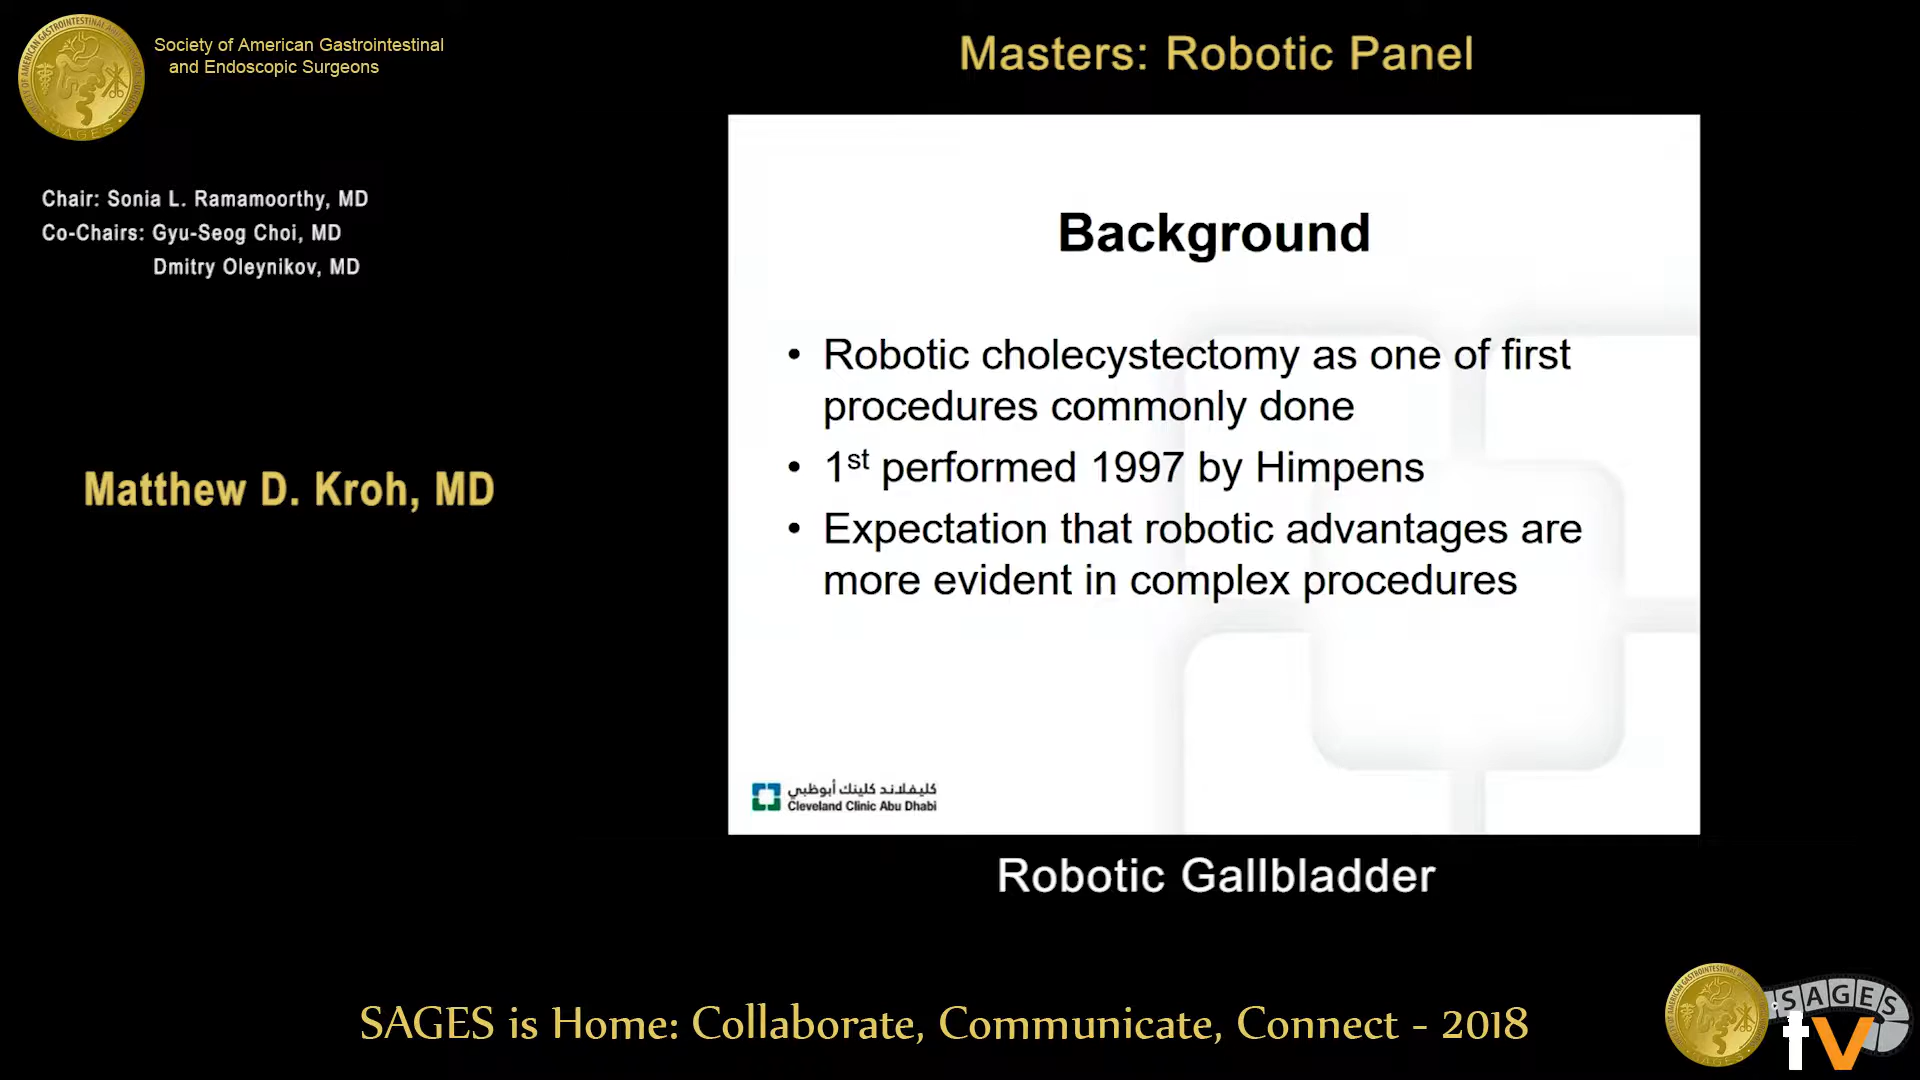 Society of American Gastrointestinal
and Endoscopic Surgeons
Masters: Robotic Panel
Chair: Sonia L. Ramamoorthy, MD
Co-Chairs: Gyu-Seog Choi, MD
Dmitry Oleynikov, MD
Matthew D. Kroh, MD
Background
• Robotic cholecystectomy as one of first
procedures commonly done
• 1st performed 1997 by Himpens
• Expectation that robotic advantages are
more evident in complex procedures
كليفلاند كلينك أبوظبي
Cleveland Clinic Abu Dhabi
Robotic Gallbladder
SAGES is Home: Collaborate, Communicate, Connect - 2018
SAGES
tv